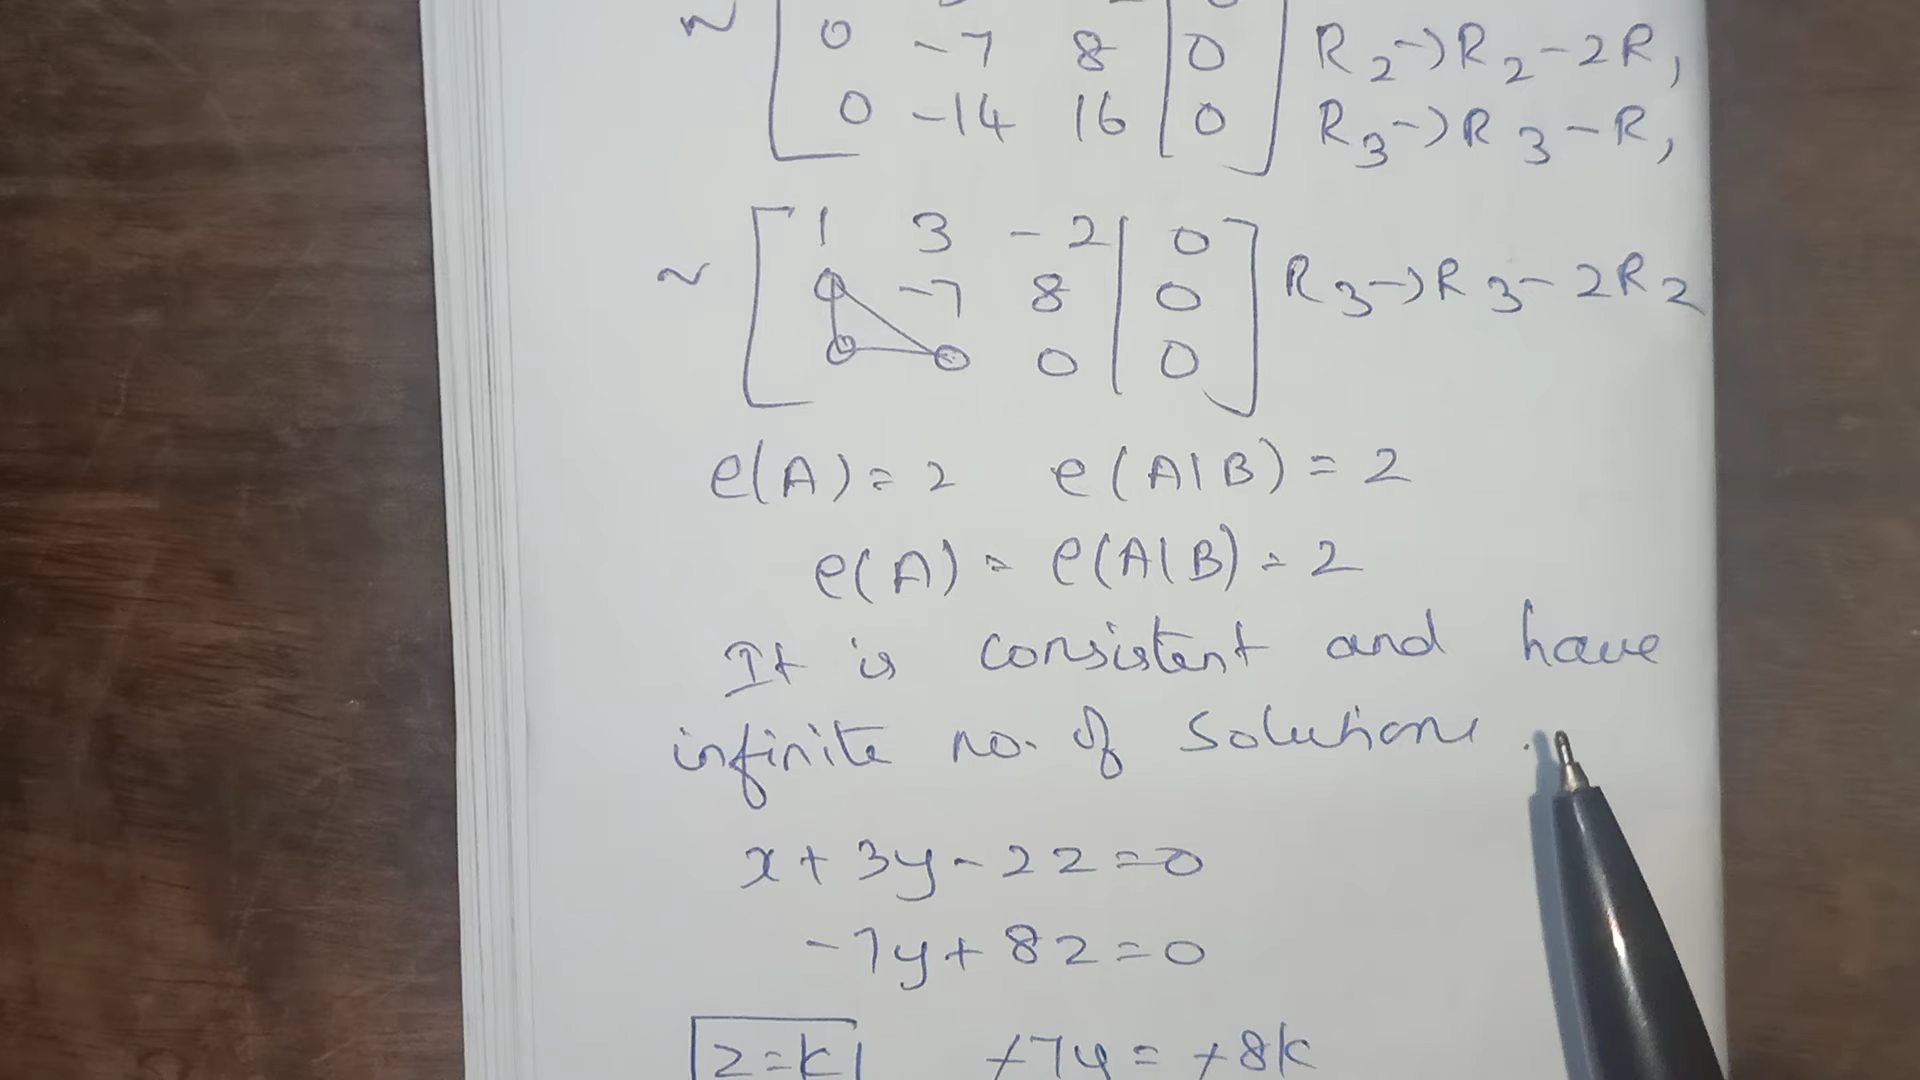 ~ 0 -7 8 | 0 R2->R2-2R1
0 -14 16 | 0 R3->R3-R1
1 3 -2 | 0
~ 0 -7 8 | 0 R3->R3-2R2
0 0 0 | 0
ρ(A)=2 ρ(A|B)=2
ρ(A)=ρ(A|B)=2
It is consistent and have
infinite no. of solutions.
x+3y-2z=0
-7y+8z=0
z=k +7y=+8k